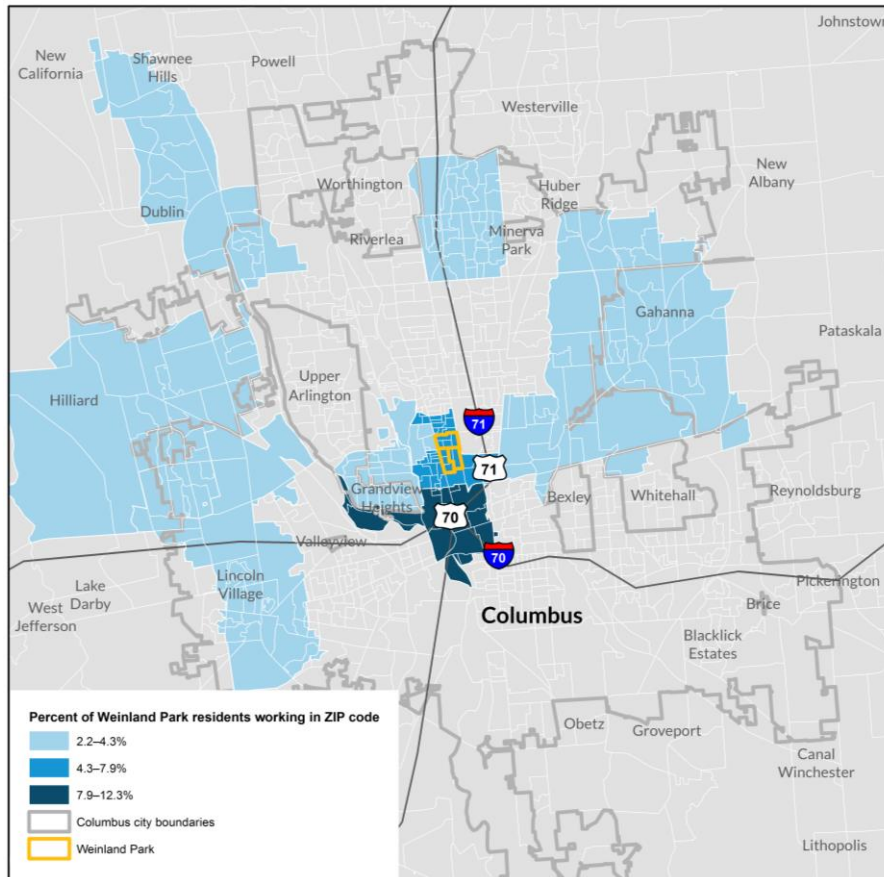 Johnstown
New
California
Shawnee
Hills
Powell
Westerville
New
Albany
Worthington
Huber
Ridge
Dublin
Riverlea
Minerva
Park
Gahanna
Pataskala
Upper
Arlington
Hilliard
71
71
Grandview
Heights
Bexley
Whitehall
Reynoldsburg
70
Valleyview
70
Lake
Darby
Lincoln
Village
Pickerington
West
Jefferson
Columbus
Brice
Blacklick
Estates
Obetz
Groveport
Canal
Winchester
Lithopolis
Percent of Weinland Park residents working in ZIP code
2.2–4.3%
4.3–7.9%
7.9–12.3%
Columbus city boundaries
Weinland Park